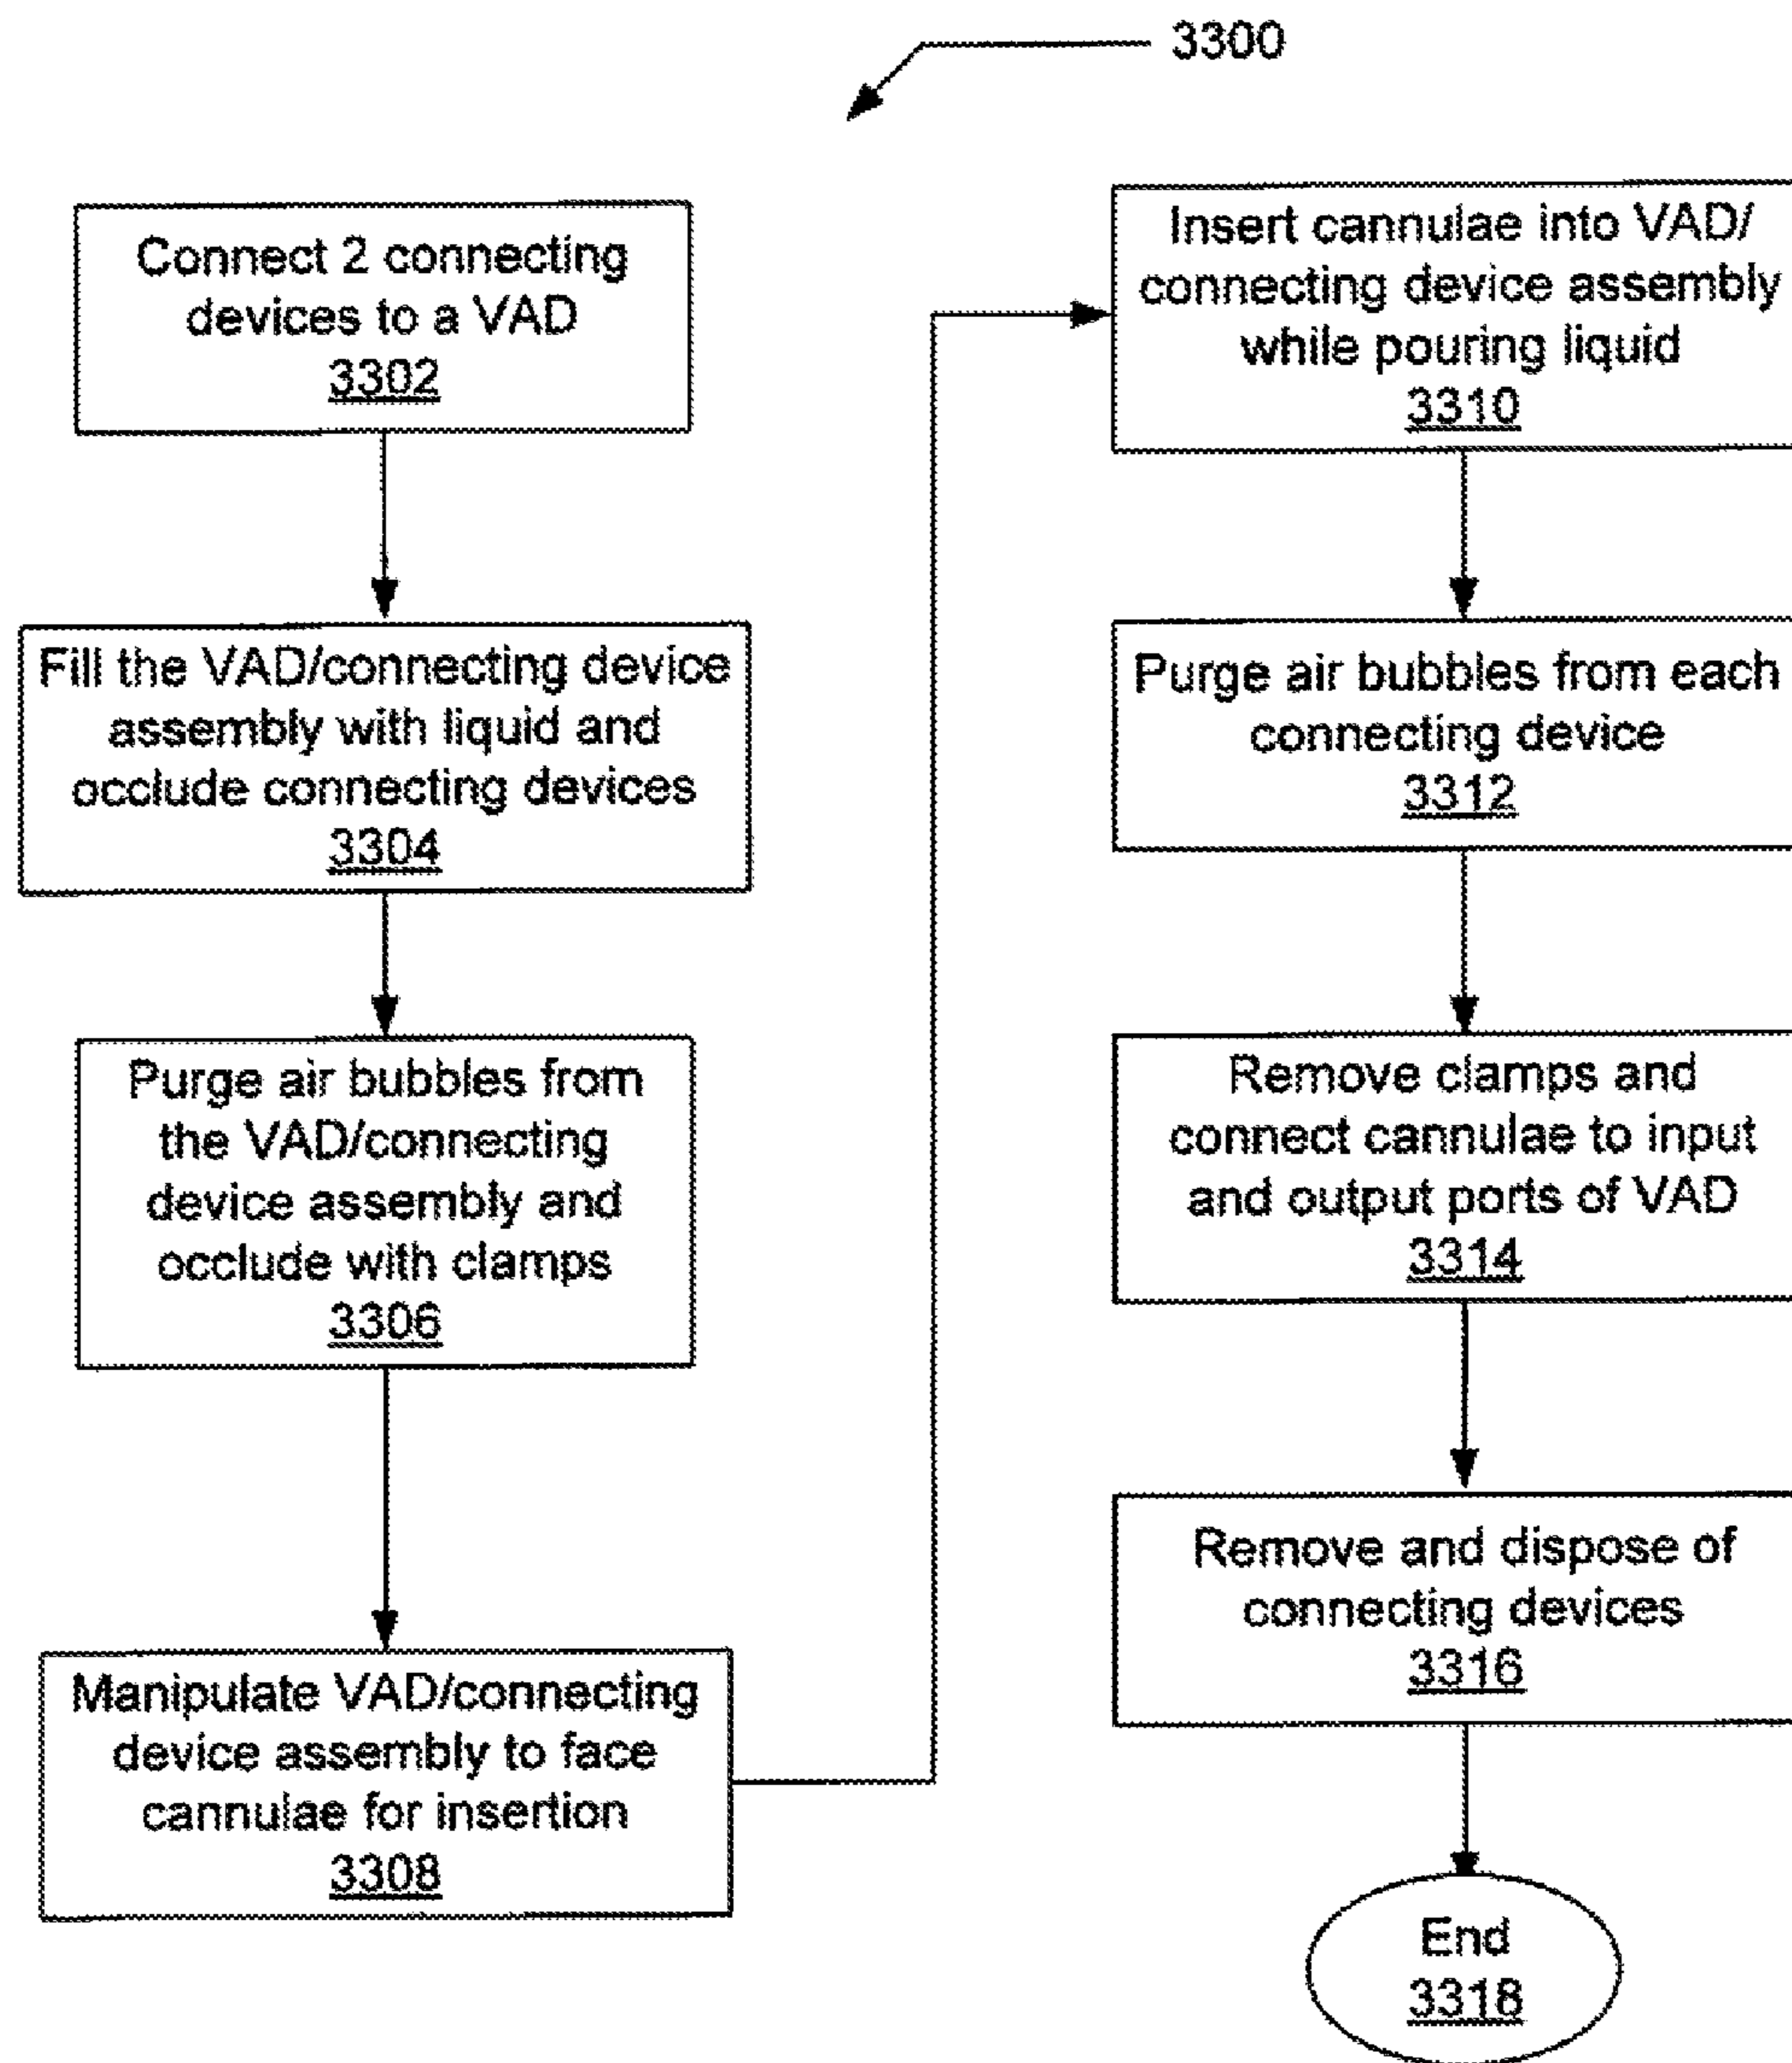 3300
Connect 2 connecting
devices to a VAD
3302
Fill the VAD/connecting device
assembly with liquid and
occlude connecting devices
3304
Purge air bubbles from
the VAD/connecting
device assembly and
occlude with clamps
3306
Manipulate VAD/connecting
device assembly to face
cannulae for insertion
3308
Insert cannulae into VAD/
connecting device assembly
while pouring liquid
3310
Purge air bubbles from each
connecting device
3312
Remove clamps and
connect cannulae to input
and output ports of VAD
3314
Remove and dispose of
connecting devices
3316
End
3318